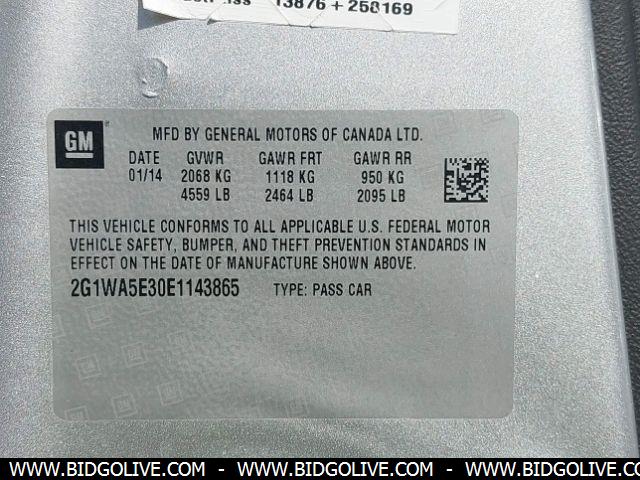 13876 + 258169
GM
MFD BY GENERAL MOTORS OF CANADA LTD.
DATE GVWR GAWR FRT GAWR RR
01/14 2068 KG 1118 KG 950 KG
4559 LB 2464 LB 2095 LB
THIS VEHICLE CONFORMS TO ALL APPLICABLE U.S. FEDERAL MOTOR
VEHICLE SAFETY, BUMPER, AND THEFT PREVENTION STANDARDS IN
EFFECT ON THE DATE OF MANUFACTURE SHOWN ABOVE.
2G1WA5E30E1143865 TYPE: PASS CAR
WWW.BIDGOLIVE.COM - WWW.BIDGOLIVE.COM - WWW.BIDGOLIVE.COM